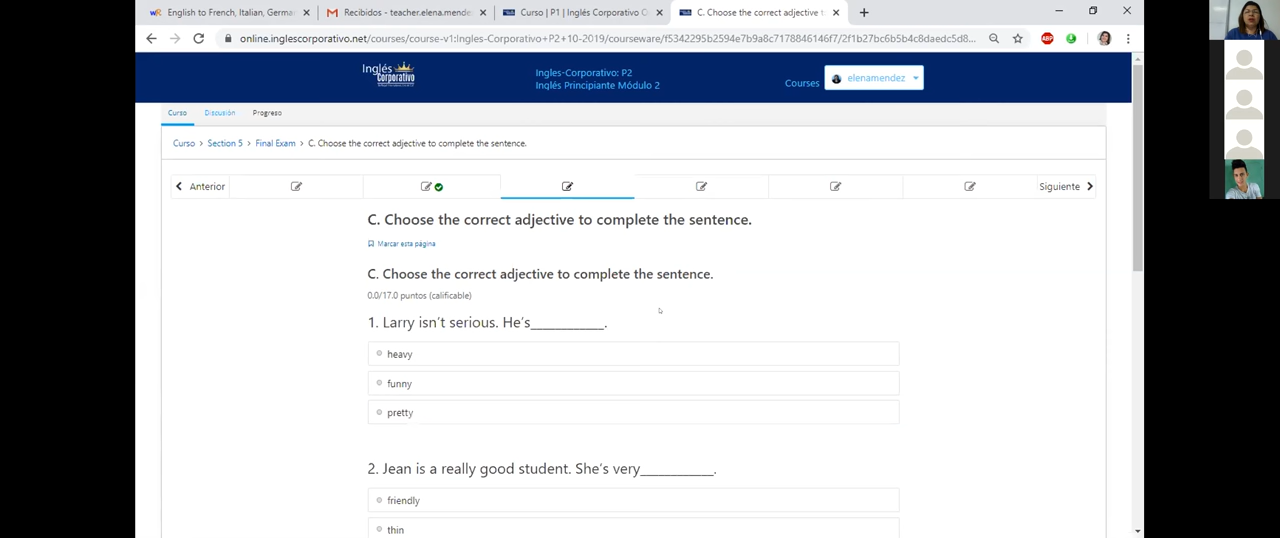 English to French, Italian, Germa
Recibidos - teacher.elena.mende
Curso | P1 | Inglés Corporativo O
C. Choose the correct adjective t
online.inglescorporativo.net/courses/course-v1:Ingles-Corporativo+P2+10-2019/courseware/f5342295b2594e7b9a8c7178846146f7/2f1b27bc6b5b4c8daedc5d8...
ABP
Inglés
Corporativo
Ingles-Corporativo: P2
Inglés Principiante Módulo 2
Courses
elenamendez
Curso
Discusión
Progreso
Curso > Section 5 > Final Exam > C. Choose the correct adjective to complete the sentence.
Anterior
Siguiente
C. Choose the correct adjective to complete the sentence.
Marcar esta página
C. Choose the correct adjective to complete the sentence.
0.0/17.0 puntos (calificable)
1. Larry isn't serious. He's____________.
heavy
funny
pretty
2. Jean is a really good student. She's very____________.
friendly
thin